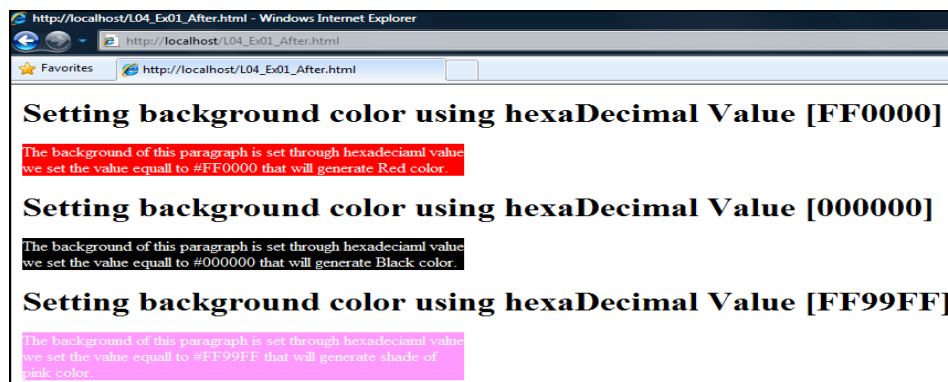 http://localhost/L04_Ex01_After.html - Windows Internet Explorer
http://localhost/L04_Ex01_After.html
Favorites
http://localhost/L04_Ex01_After.html
Setting background color using hexaDecimal Value [FF0000]
The background of this paragraph is set through hexadeciaml value
we set the value equall to #FF0000 that will generate Red color.
Setting background color using hexaDecimal Value [000000]
The background of this paragraph is set through hexadeciaml value
we set the value equall to #000000 that will generate Black color.
Setting background color using hexaDecimal Value [FF99FF]
The background of this paragraph is set through hexadeciaml value
we set the value equall to #FF99FF that will generate shade of
pink color.